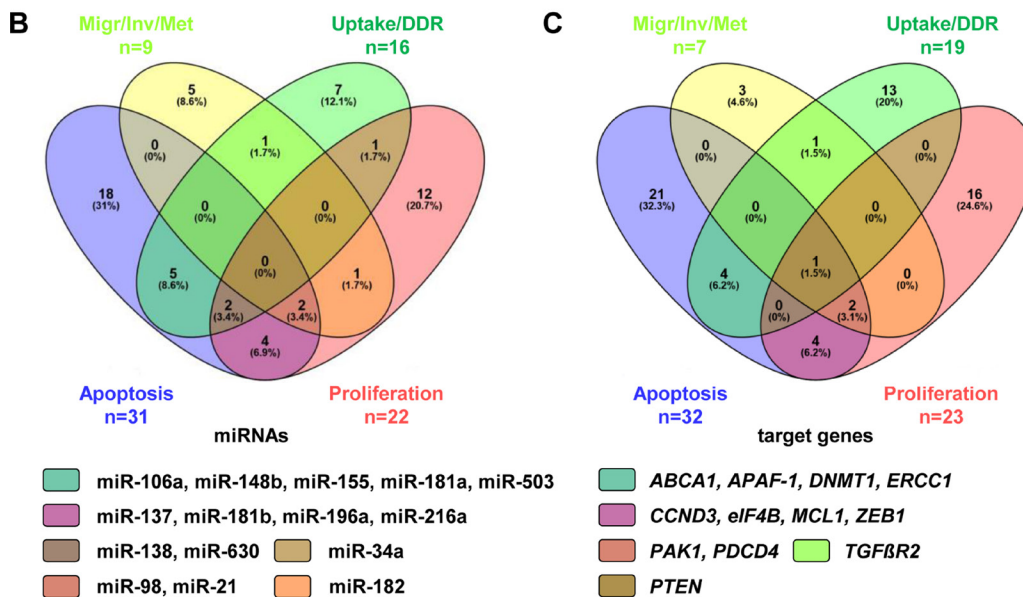 B
Migr/Inv/Met
n=9
Uptake/DDR
n=16
5
(8.6%)
7
(12.1%)
0
(0%)
1
(1.7%)
1
(1.7%)
18
(31%)
0
(0%)
0
(0%)
12
(20.7%)
5
(8.6%)
0
(0%)
1
(1.7%)
2
(3.4%)
2
(3.4%)
4
(6.9%)
Apoptosis
n=31
Proliferation
n=22
miRNAs
miR-106a, miR-148b, miR-155, miR-181a, miR-503
miR-137, miR-181b, miR-196a, miR-216a
miR-138, miR-630
miR-34a
miR-98, miR-21
miR-182
C
Migr/Inv/Met
n=7
Uptake/DDR
n=19
3
(4.6%)
13
(20%)
0
(0%)
1
(1.5%)
0
(0%)
21
(32.3%)
0
(0%)
0
(0%)
16
(24.6%)
4
(6.2%)
1
(1.5%)
0
(0%)
0
(0%)
2
(3.1%)
4
(6.2%)
Apoptosis
n=32
Proliferation
n=23
target genes
ABCA1, APAF-1, DNMT1, ERCC1
CCND3, eIF4B, MCL1, ZEB1
PAK1, PDCD4
TGFßR2
PTEN